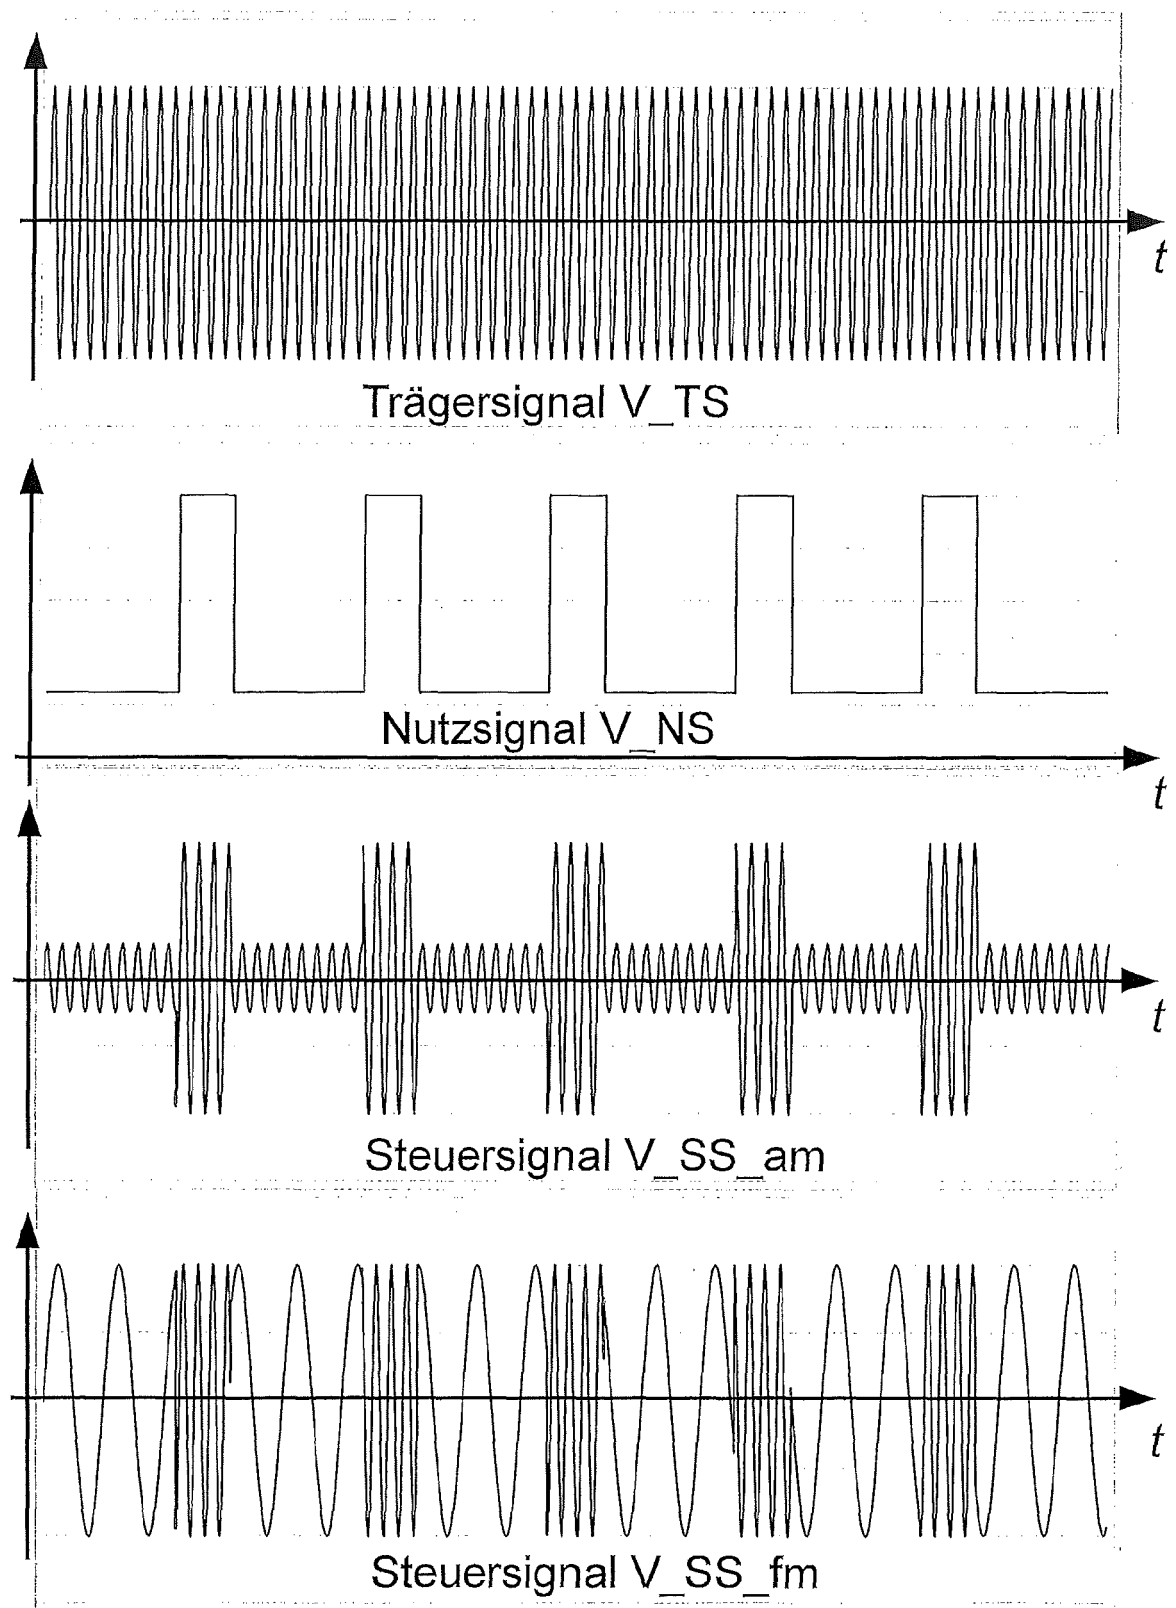 t
Trägersignal V_TS
Nutzsignal V_NS
t
t
Steuersignal V_SS_am
t
Steuersignal V_SS_fm